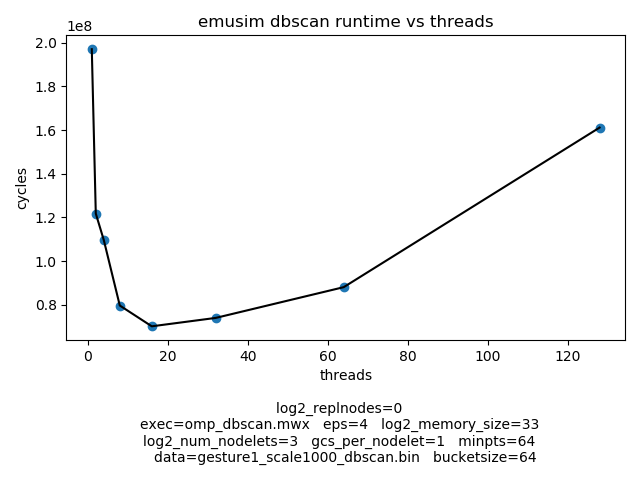 emusim dbscan runtime vs threads
1e8
2.0
1.8
1.6
1.4
1.2
1.0
0.8
cycles
0 20 40 60 80 100 120
threads
log2_replnodes=0
exec=omp_dbscan.mwx eps=4 log2_memory_size=33
log2_num_nodelets=3 gcs_per_nodelet=1 minpts=64
data=gesture1_scale1000_dbscan.bin bucketsize=64